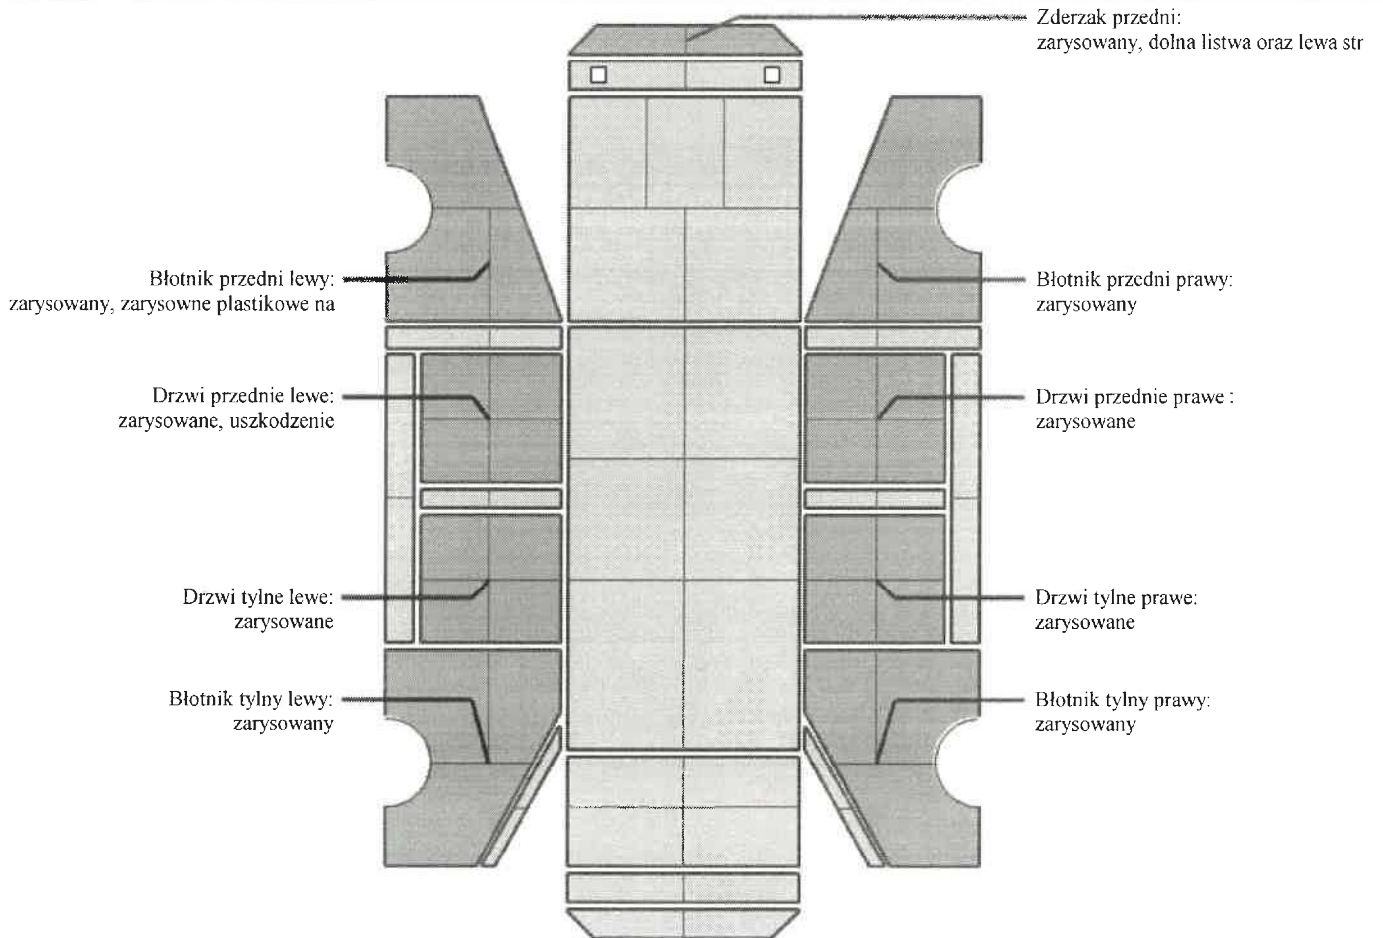 Zderzak przedni:
zarysowany, dolna listwa oraz lewa str
Błotnik przedni lewy:
zarysowany, zarysowne plastikowe na
Błotnik przedni prawy:
zarysowany
Drzwi przednie lewe:
zarysowane, uszkodzenie
Drzwi przednie prawe :
zarysowane
Drzwi tylne lewe:
zarysowane
Drzwi tylne prawe:
zarysowane
Błotnik tylny lewy:
zarysowany
Błotnik tylny prawy:
zarysowany